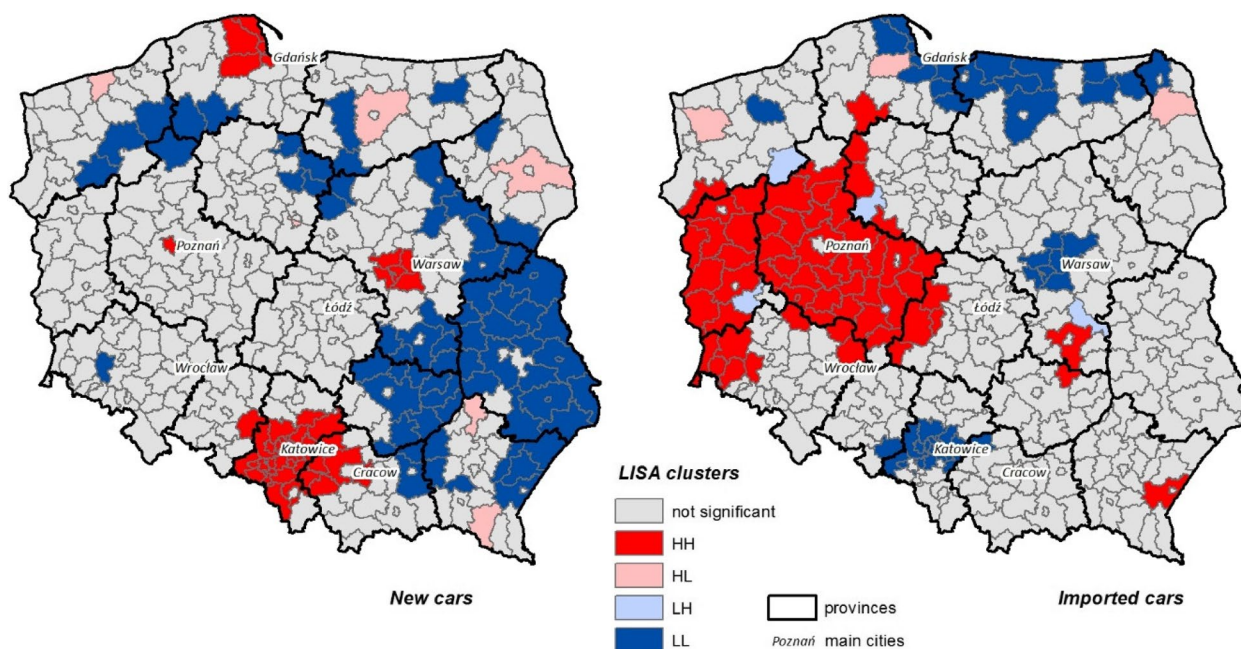 Gdańsk
Poznań
Warsaw
Łódź
Wrocław
Katowice
Cracow
New cars
Gdańsk
Poznań
Warsaw
Łódź
Wrocław
Katowice
Cracow
Imported cars
LISA clusters
not significant
HH
HL
LH
LL
provinces
Poznań main cities